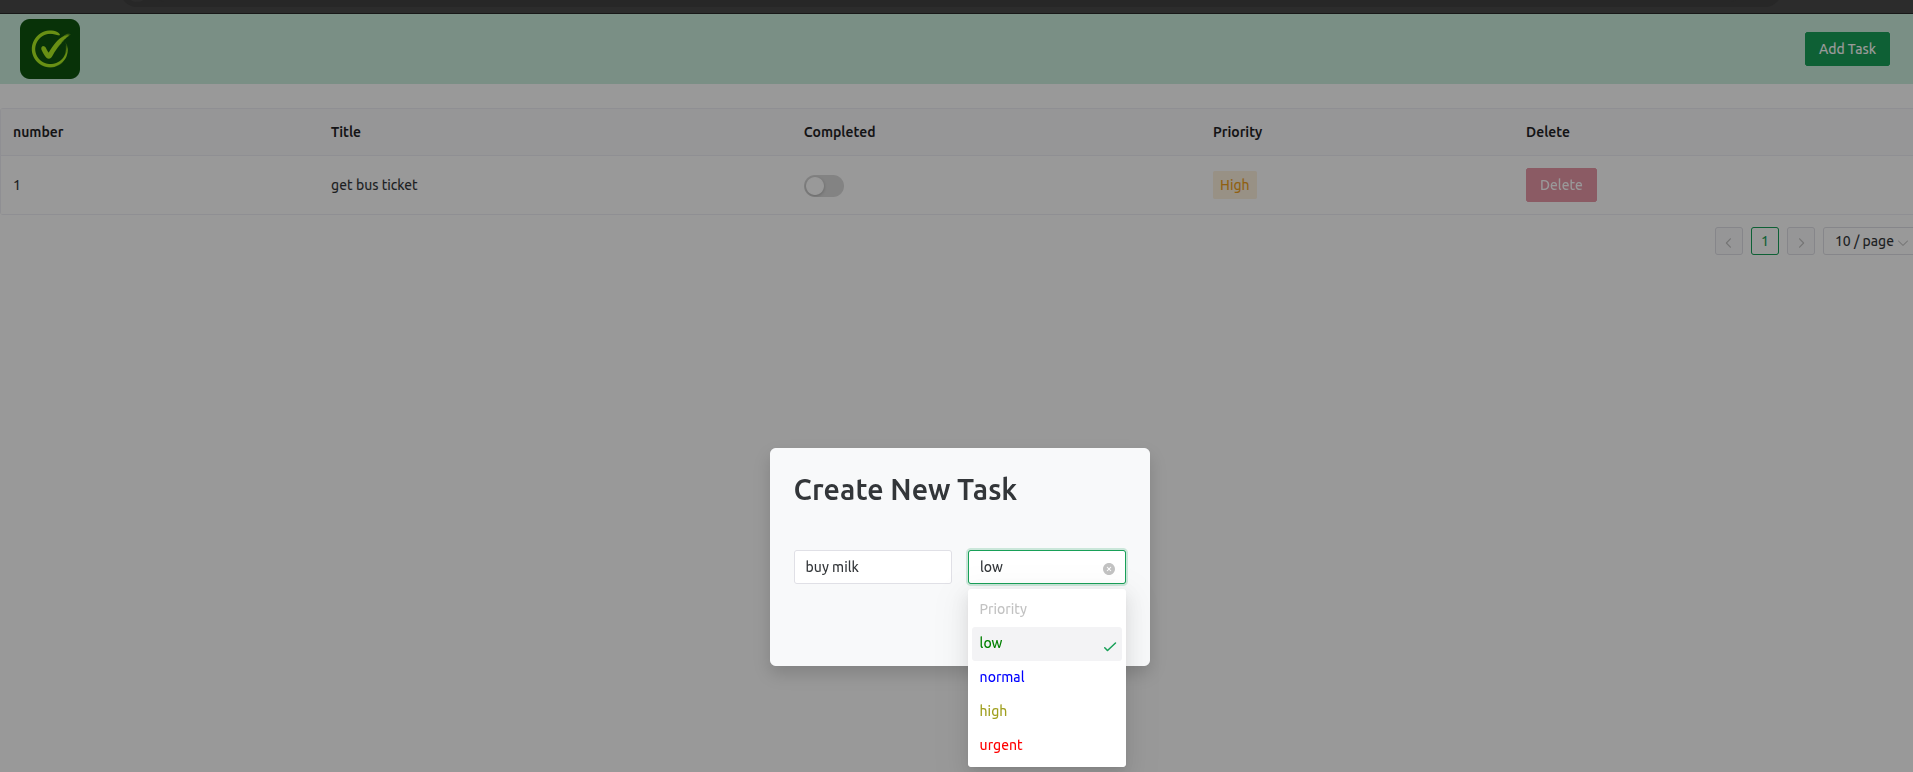 Add Task
number Title Completed Priority Delete
1 get bus ticket High Delete
1 10 / page
Create New Task
buy milk low
Priority
low
normal
high
urgent